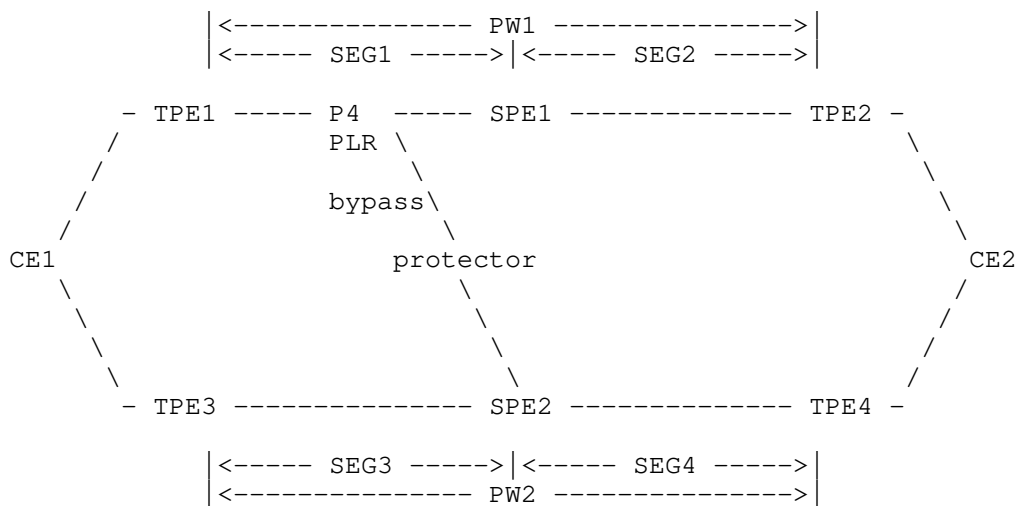 |<--------------- PW1 --------------->|
|<----- SEG1 ----->|<----- SEG2 ----->|
- TPE1 ----- P4 ----- SPE1 -------------- TPE2 -
PLR
bypass
CE1 protector CE2
- TPE3 ---------------- SPE2 -------------- TPE4 -
|<----- SEG3 ----->|<----- SEG4 ----->|
|<--------------- PW2 --------------->|